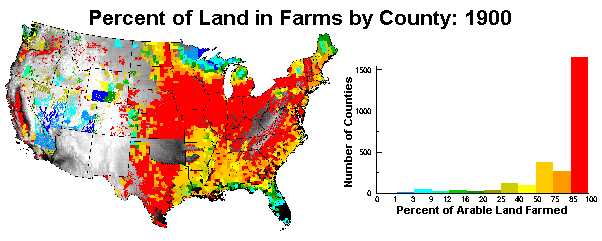 Percent of Land in Farms by County: 1900
Number of Counties
1500
1000
500
0
0 1 3 12 16 20 25 40 50 75 85 100
Percent of Arable Land Farmed